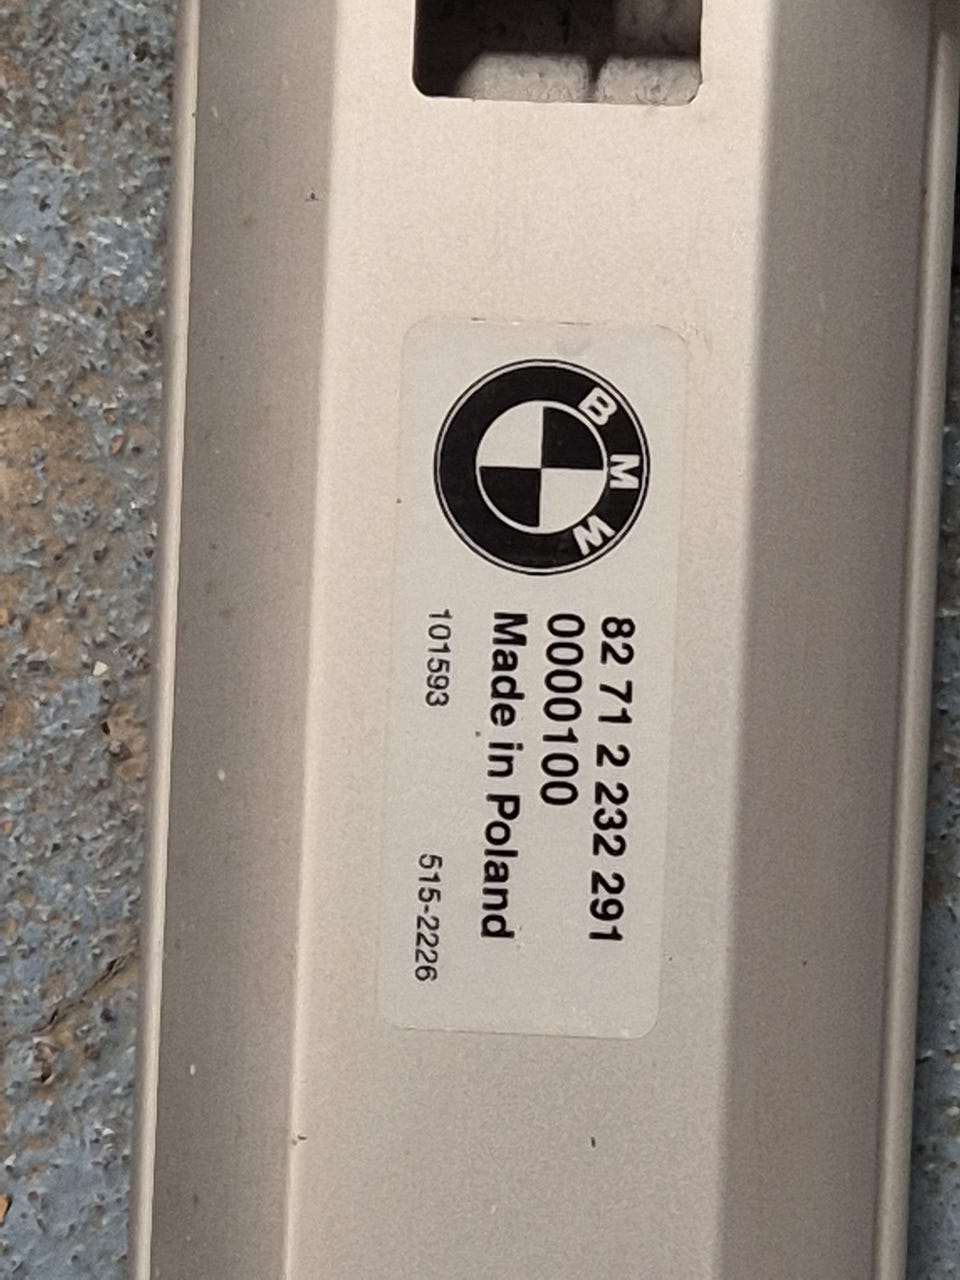 BMW
82 71 2 232 291
0000100
Made in Poland
101593 515-2226